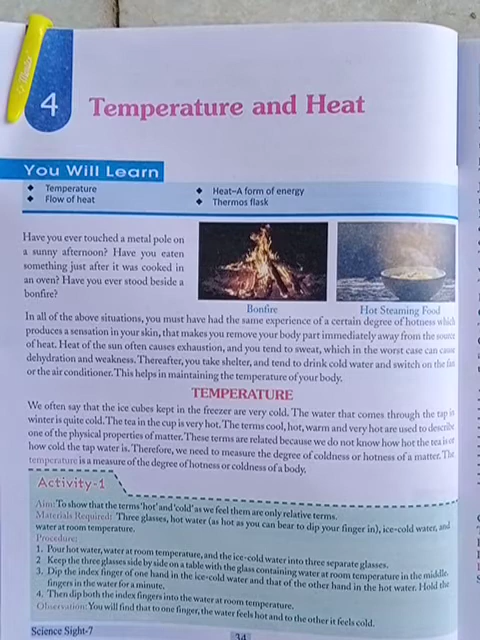 4
Temperature and Heat
You Will Learn
◆ Temperature
◆ Flow of heat
◆ Heat–A form of energy
◆ Thermos flask
Have you ever touched a metal pole on
a sunny afternoon? Have you eaten
something just after it was cooked in
an oven? Have you ever stood beside a
bonfire?
Bonfire
Hot Steaming Food
In all of the above situations, you must have had the same experience of a certain degree of hotness which
produces a sensation in your skin, that makes you remove your body part immediately away from the source
of heat. Heat of the sun often causes exhaustion, and you tend to sweat, which in the worst case can cause
dehydration and weakness. Thereafter, you take shelter, and tend to drink cold water and switch on the fan
or the air conditioner. This helps in maintaining the temperature of your body.
TEMPERATURE
We often say that the ice cubes kept in the freezer are very cold. The water that comes through the tap in
winter is quite cold. The tea in the cup is very hot. The terms cool, hot, warm and very hot are used to describe
one of the physical properties of matter. These terms are related because we do not know how hot the tea is or
how cold the tap water is. Therefore, we need to measure the degree of coldness or hotness of a matter. The
temperature is a measure of the degree of hotness or coldness of a body.
Activity-1
Aim: To show that the terms 'hot' and 'cold' as we feel them are only relative terms.
Materials Required: Three glasses, hot water (as hot as you can bear to dip your finger in), ice-cold water, and
water at room temperature.
Procedure:
1. Pour hot water, water at room temperature, and the ice-cold water into three separate glasses.
2 Keep the three glasses side by side on a table with the glass containing water at room temperature in the middle.
3. Dip the index finger of one hand in the ice-cold water and that of the other hand in the hot water. Hold the
fingers in the water for a minute.
4. Then dip both the index fingers into the water at room temperature.
Observation: You will find that to one finger, the water feels hot and to the other it feels cold.
Science Sight-7
34